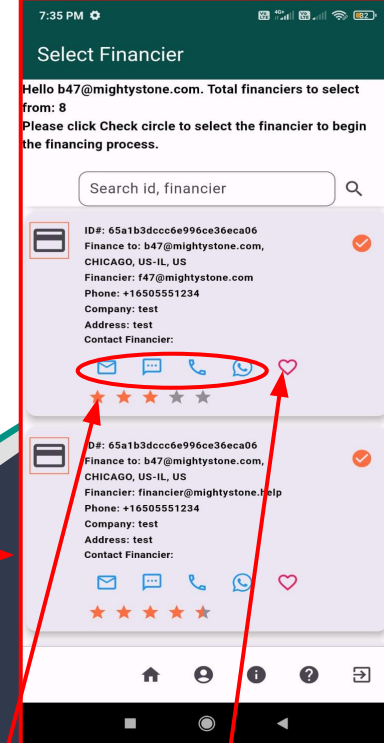 7:35 PM
4G+
82
Select Financier
Hello b47@mightystone.com. Total financiers to select
from: 8
Please click Check circle to select the financier to begin
the financing process.
Search id, financier
ID#: 65a1b3dccc6e996ce36eca06
Finance to: b47@mightystone.com,
CHICAGO, US-IL, US
Financier: f47@mightystone.com
Phone: +16505551234
Company: test
Address: test
Contact Financier:
ID#: 65a1b3dccc6e996ce36eca06
Finance to: b47@mightystone.com,
CHICAGO, US-IL, US
Financier: financier@mightystone.help
Phone: +16505551234
Company: test
Address: test
Contact Financier: